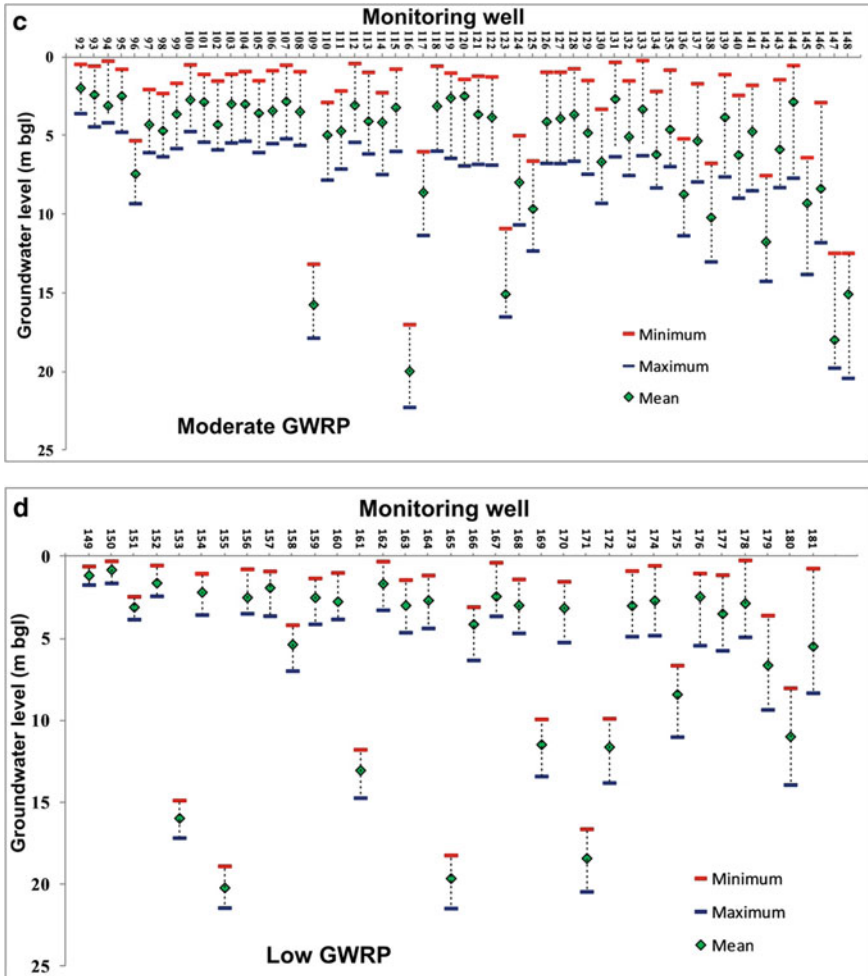 c
Monitoring well
92 93 94 95 96 97 98 99 100 101 102 103 104 105 106 107 108 109 110 111 112 113 114 115 116 117 118 119 120 121 122 123 124 125 126 127 128 129 130 131 132 133 134 135 136 137 138 139 140 141 142 143 144 145 146 147 148
Groundwater level (m bgl)
0
5
10
15
20
25
Minimum
Maximum
Mean
Moderate GWRP
d
Monitoring well
149 150 151 152 153 154 155 156 157 158 159 160 161 162 163 164 165 166 167 168 169 170 171 172 173 174 175 176 177 178 179 180 181
Groundwater level (m bgl)
0
5
10
15
20
25
Minimum
Maximum
Mean
Low GWRP